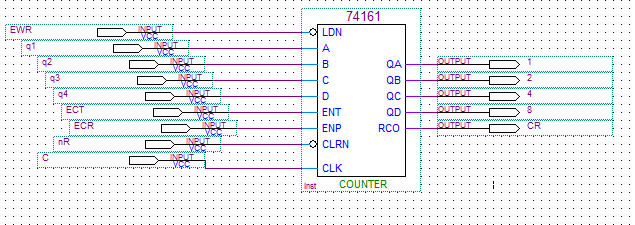 74161
EWR INPUT VCC LDN
q1 INPUT VCC A
q2 INPUT VCC B QA OUTPUT 1
q3 INPUT VCC C QB OUTPUT 2
q4 INPUT VCC D QC OUTPUT 4
ECT INPUT VCC ENT QD OUTPUT 8
ECR INPUT VCC ENP RCO OUTPUT CR
nR INPUT VCC CLRN
C INPUT VCC CLK
inst COUNTER